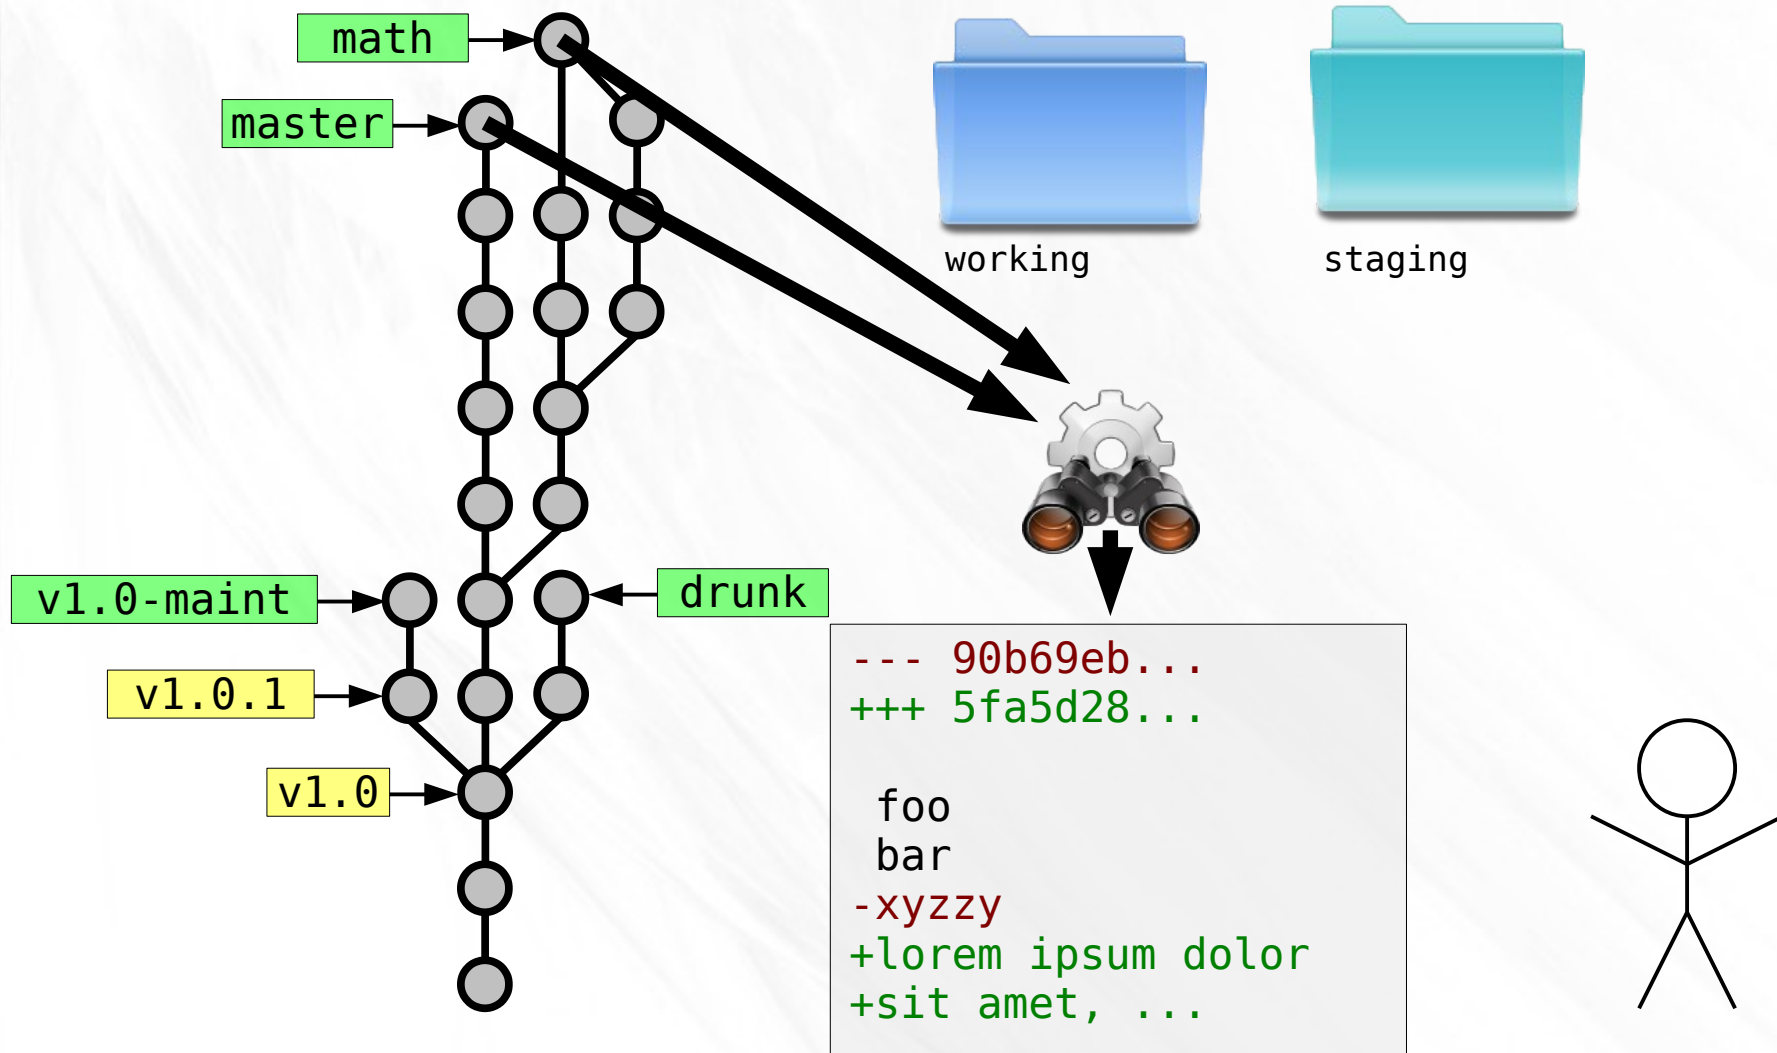 math
master
working
staging
v1.0-maint
drunk
v1.0.1
v1.0
--- 90b69eb...
+++ 5fa5d28...
foo
bar
-xyzzy
+lorem ipsum dolor
+sit amet, ...